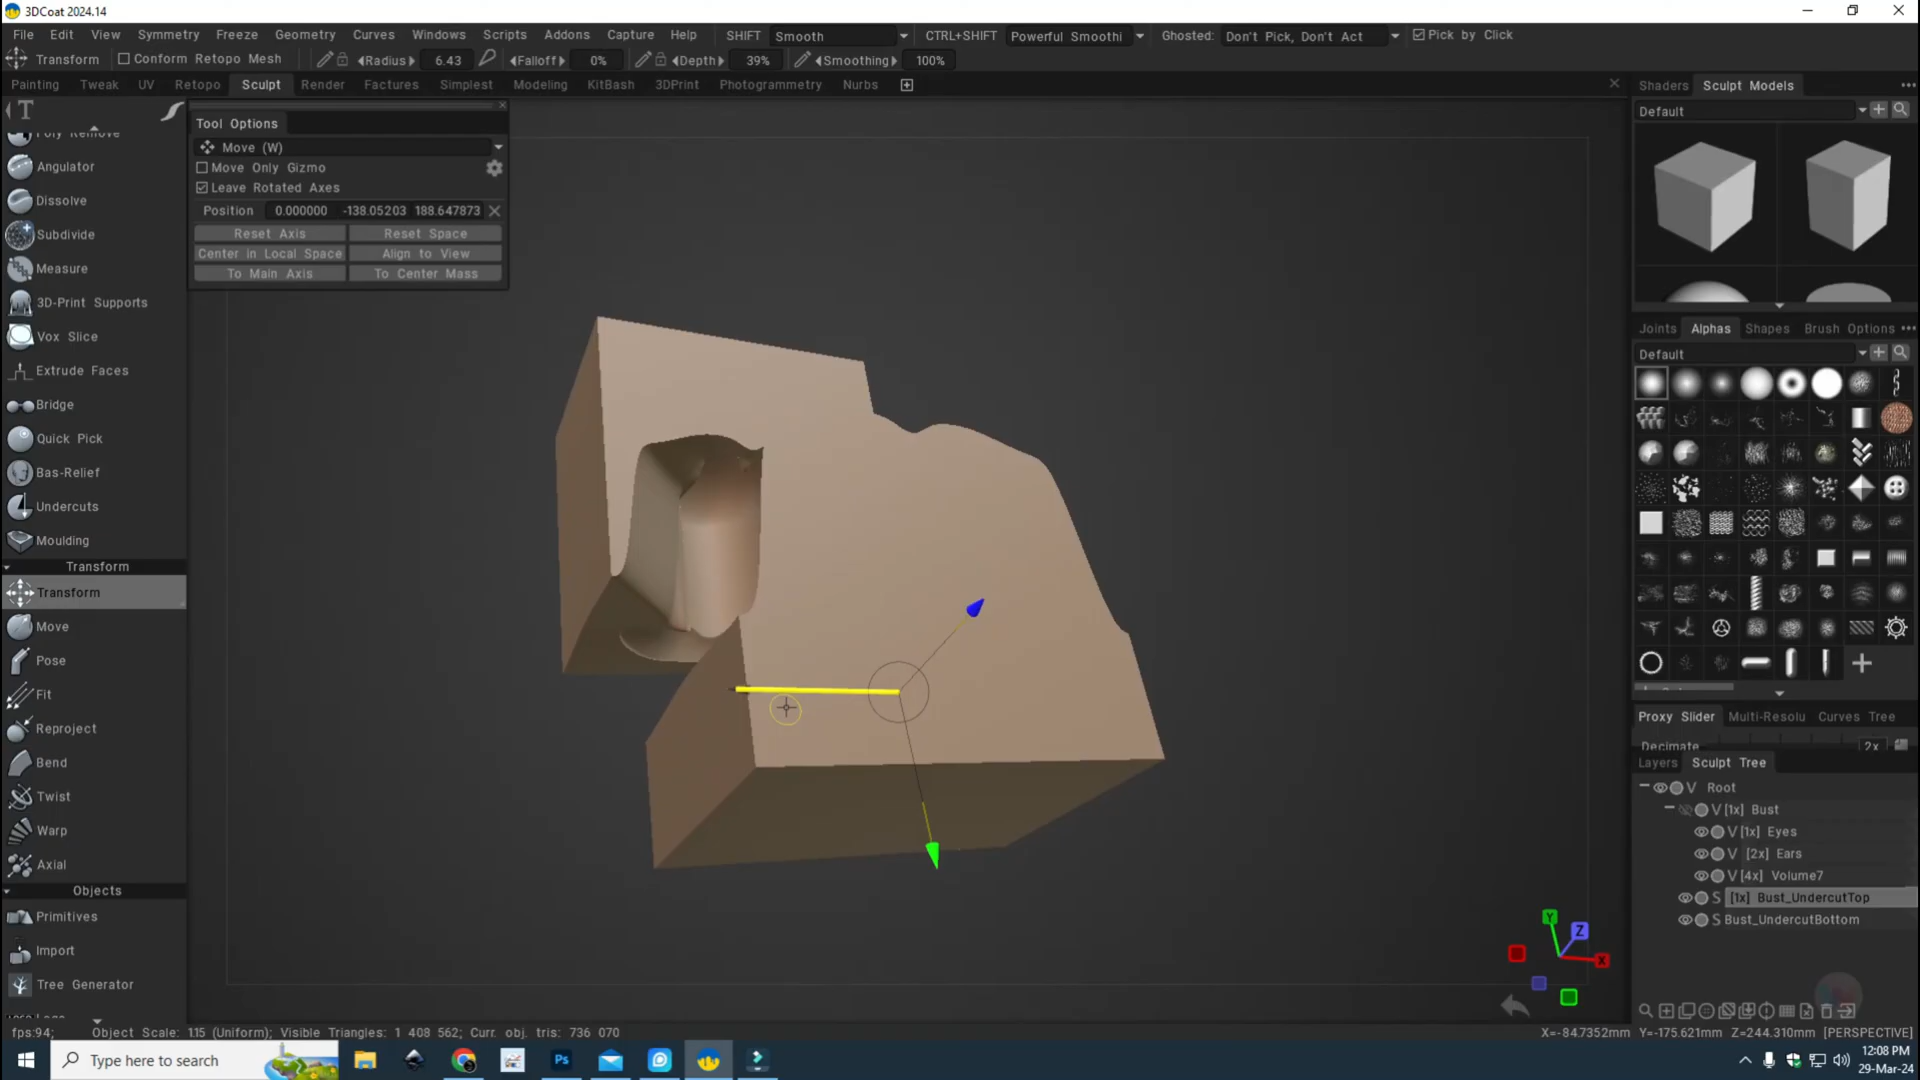 3DCoat 2024.14
File Edit View Symmetry Freeze Geometry Curves Windows Scripts Addons Capture Help SHIFT Smooth CTRL+SHIFT Powerful Smoothi Ghosted: Don't Pick, Don't Act Pick by Click
Transform Conform Retopo Mesh Radius 6.43 Falloff 0% Depth 39% Smoothing 100%
Painting Tweak UV Retopo Sculpt Render Factures Simplest Modeling KitBash 3DPrint Photogrammetry Nurbs
Shaders Sculpt Models
Default
T
Poly Remove
Angulator
Dissolve
Subdivide
Measure
3D-Print Supports
Vox Slice
Extrude Faces
Bridge
Quick Pick
Bas-Relief
Undercuts
Moulding
Transform
Transform
Move
Pose
Fit
Reproject
Bend
Twist
Warp
Axial
Objects
Primitives
Import
Tree Generator
Tool Options
Move (W)
Move Only Gizmo
Leave Rotated Axes
Position 0.000000 -138.05203 188.647873
Reset Axis Reset Space
Center in Local Space Align to View
To Main Axis To Center Mass
Joints Alphas Shapes Brush Options
Default
Proxy Slider Multi-Resolu Curves Tree
Decimate 2x
Layers Sculpt Tree
V Root
V [1x] Bust
V [1x] Eyes
V [2x] Ears
V [4x] Volume7
S [1x] Bust_UndercutTop
S Bust_UndercutBottom
Y
Z
X
fps:94; Object Scale: 115 (Uniform); Visible Triangles: 1 408 562; Curr. obj. tris: 736 070
X=-84.7352mm Y=-175.621mm Z=244.310mm [PERSPECTIVE]
Type here to search
Ps
12:08 PM
29-Mar-24